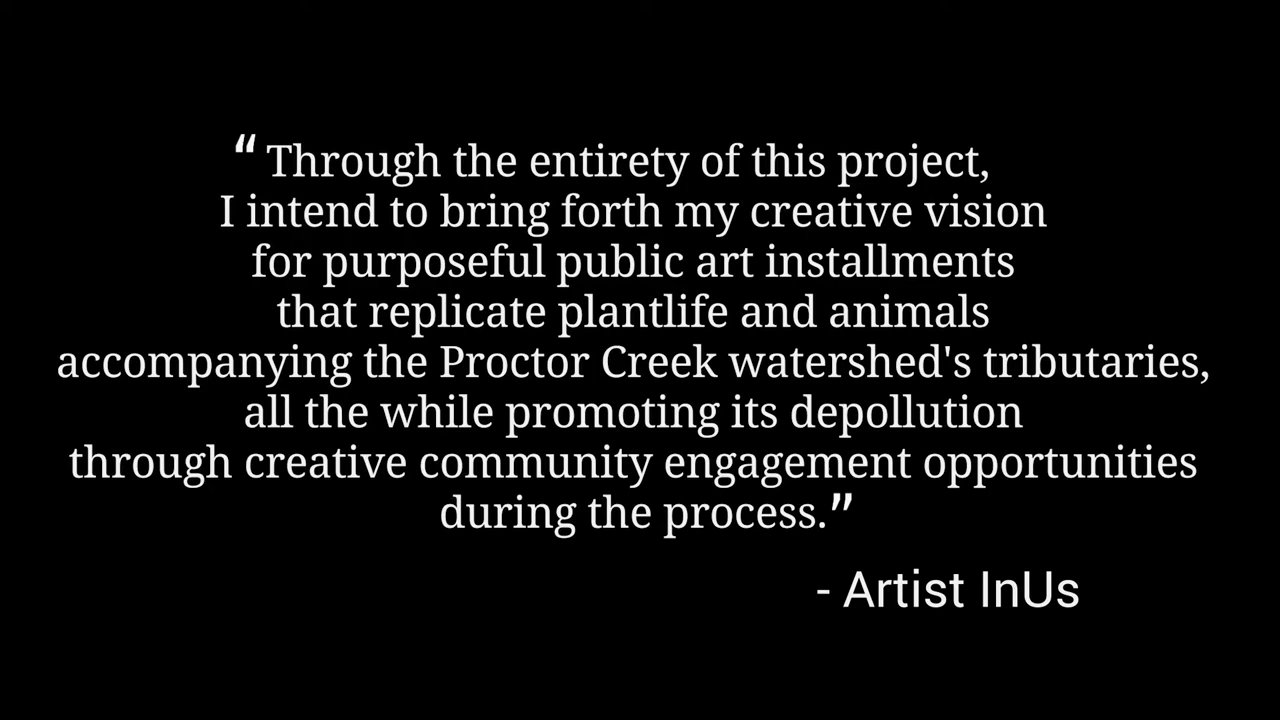 “Through the entirety of this project,
I intend to bring forth my creative vision
for purposeful public art installments
that replicate plantlife and animals
accompanying the Proctor Creek watershed's tributaries,
all the while promoting its depollution
through creative community engagement opportunities
during the process.”
- Artist InUs